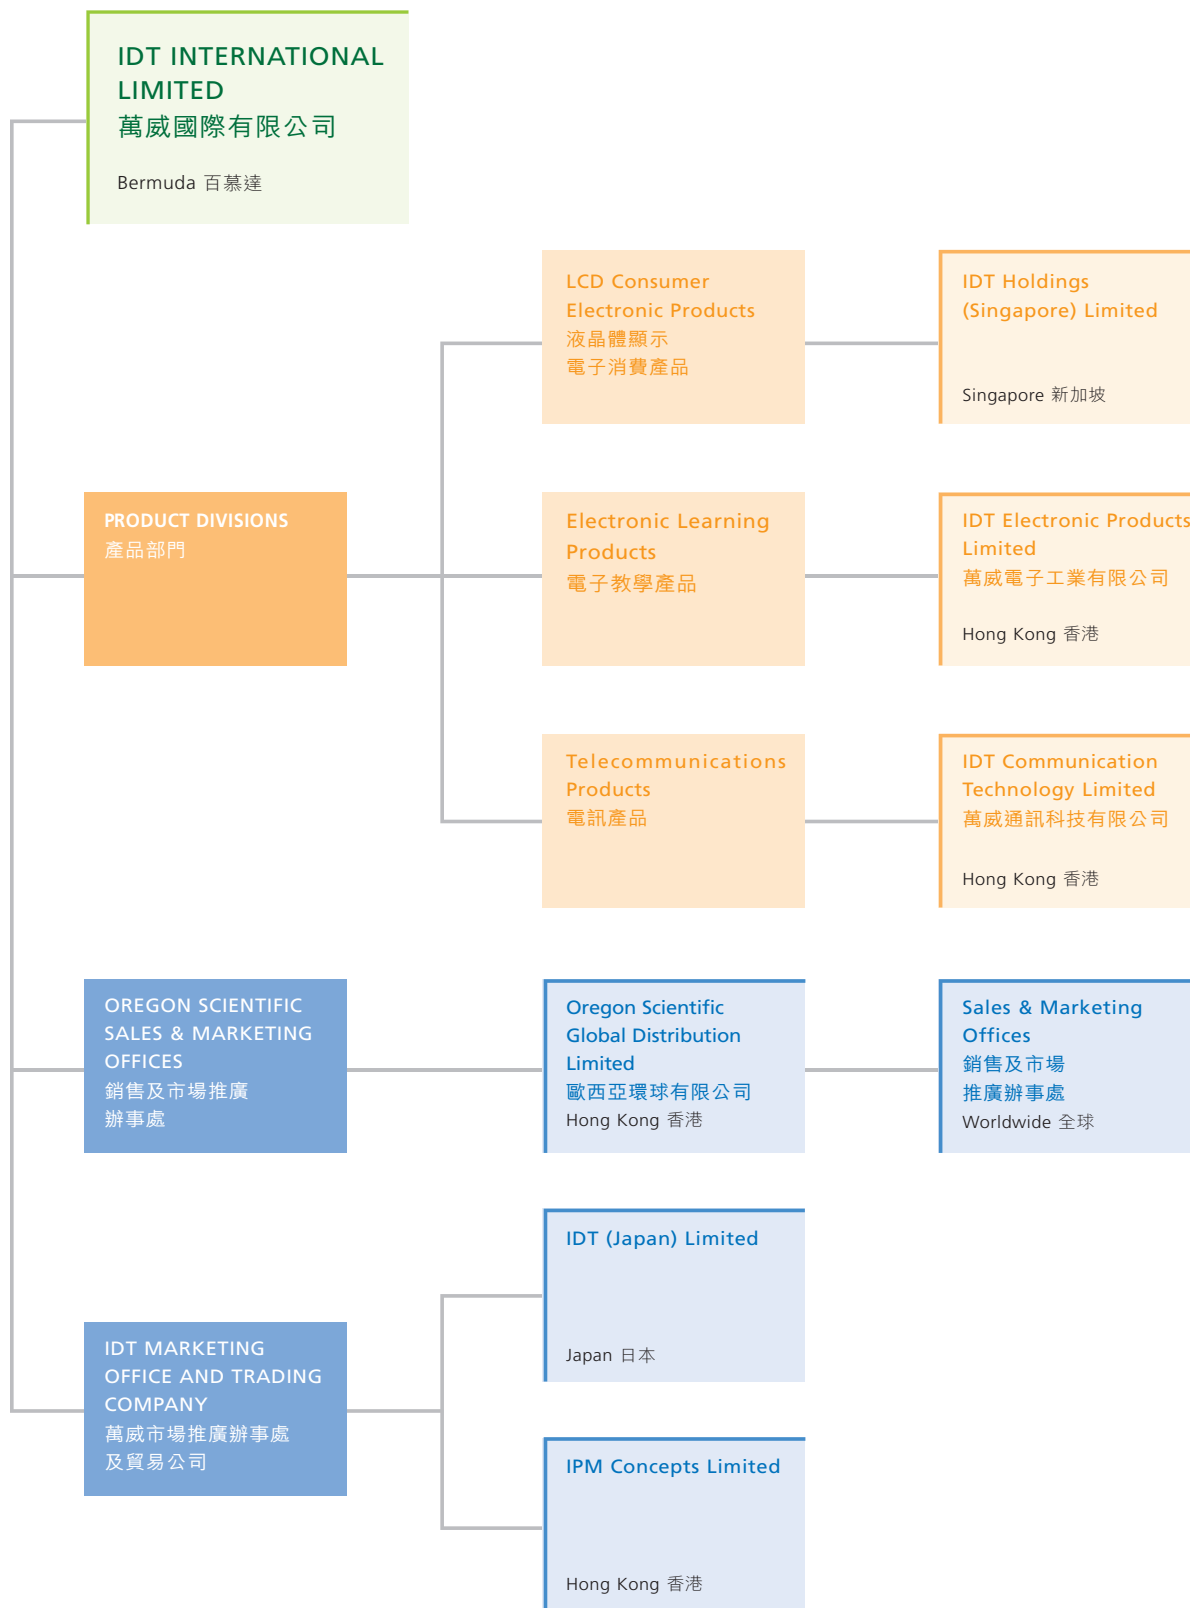 IDT INTERNATIONAL
LIMITED
萬威國際有限公司
Bermuda 百慕達
PRODUCT DIVISIONS
產品部門
LCD Consumer
Electronic Products
液晶體顯示
電子消費產品
IDT Holdings
(Singapore) Limited
Singapore 新加坡
Electronic Learning
Products
電子教學產品
IDT Electronic Products
Limited
萬威電子工業有限公司
Hong Kong 香港
Telecommunications
Products
電訊產品
IDT Communication
Technology Limited
萬威通訊科技有限公司
Hong Kong 香港
OREGON SCIENTIFIC
SALES & MARKETING
OFFICES
銷售及市場推廣
辦事處
Oregon Scientific
Global Distribution
Limited
歐西亞環球有限公司
Hong Kong 香港
Sales & Marketing
Offices
銷售及市場
推廣辦事處
Worldwide 全球
IDT MARKETING
OFFICE AND TRADING
COMPANY
萬威市場推廣辦事處
及貿易公司
IDT (Japan) Limited
Japan 日本
IPM Concepts Limited
Hong Kong 香港